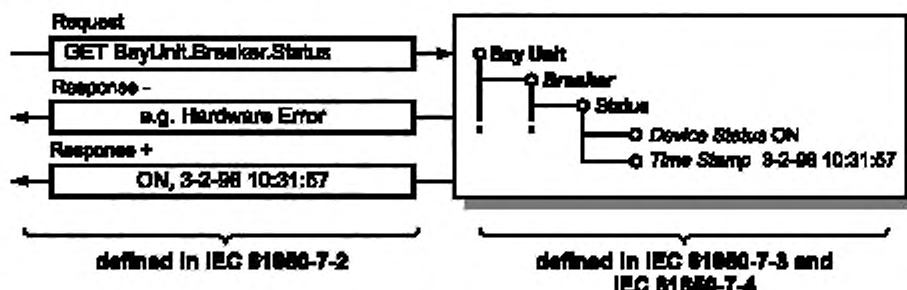 Request
GET BayUnit.Breaker.Status
Response -
e.g. Hardware Error
Response +
ON, 3-2-98 10:31:57
defined in IEC 61850-7-2
Bay Unit
Breaker
Status
Device Status ON
Time Stamp 3-2-98 10:31:57
defined in IEC 61850-7-3 and
IEC 61850-7-4